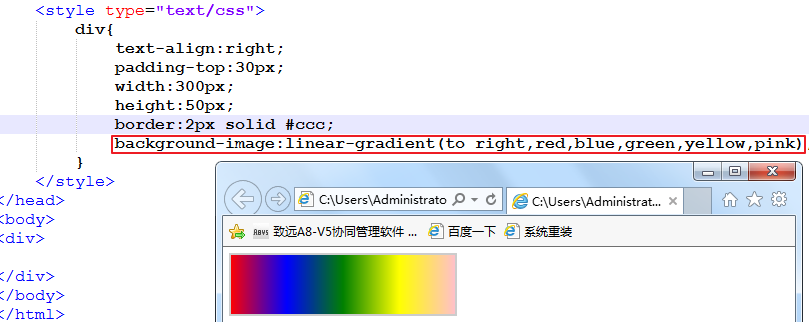 <style type="text/css">
div{
text-align:right;
padding-top:30px;
width:300px;
height:50px;
border:2px solid #ccc;
background-image:linear-gradient(to right,red,blue,green,yellow,pink)
}
</style>
</head>
<body>
<div>
</div>
</body>
</html>
C:\Users\Administrato
C:\Users\Administrat...
致远A8-V5协同管理软件 ...
百度一下
系统重装